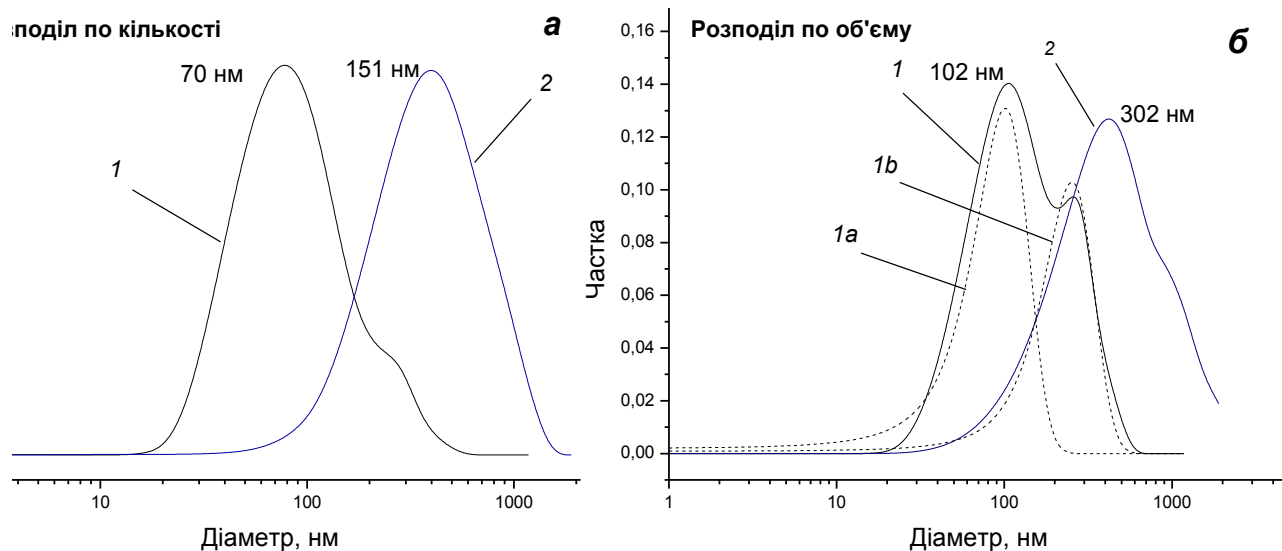 зподіл по кількості
а
70 нм
151 нм
2
1
10
100
1000
Діаметр, нм
Розподіл по об'єму
б
0,16
0,14
0,12
0,10
0,08
0,06
0,04
0,02
0,00
Частка
1
102 нм
2
302 нм
1b
1a
1
10
100
1000
Діаметр, нм